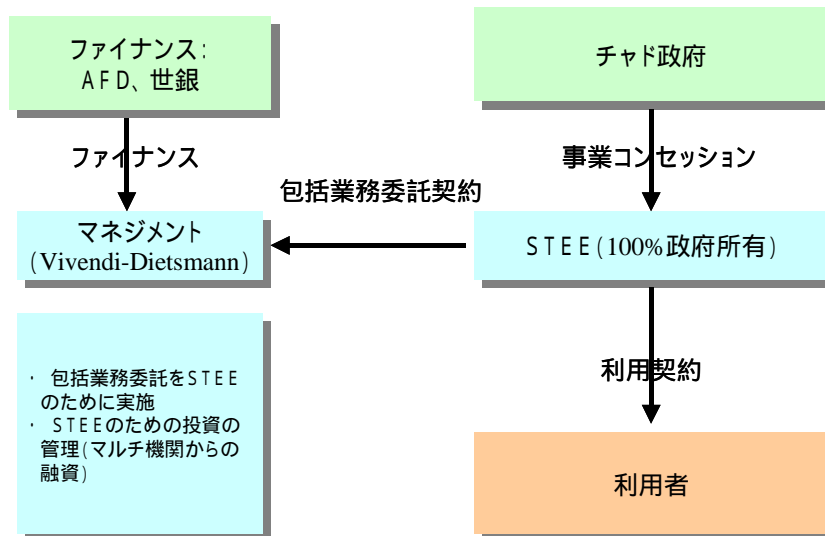 ファイナンス:
AFD、世銀
チャド政府
ファイナンス
事業コンセッション
包括業務委託契約
マネジメント
(Vivendi-Dietsmann)
STEE(100%政府所有)
・ 包括業務委託をSTEE
のために実施
・ STEEのための投資の
管理(マルチ機関からの
融資)
利用契約
利用者